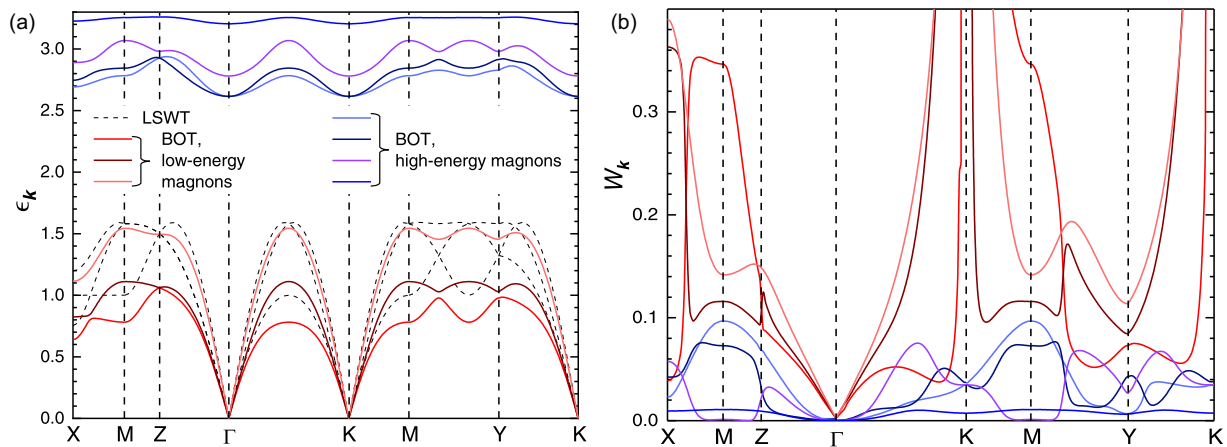 (a)
3.0
2.5
2.0
1.5
1.0
0.5
0.0
εk
LSWT
BOT,
low-energy
magnons
BOT,
high-energy magnons
X M Z Γ K M Y K
(b)
0.3
0.2
0.1
0.0
Wk
X M Z Γ K M Y K